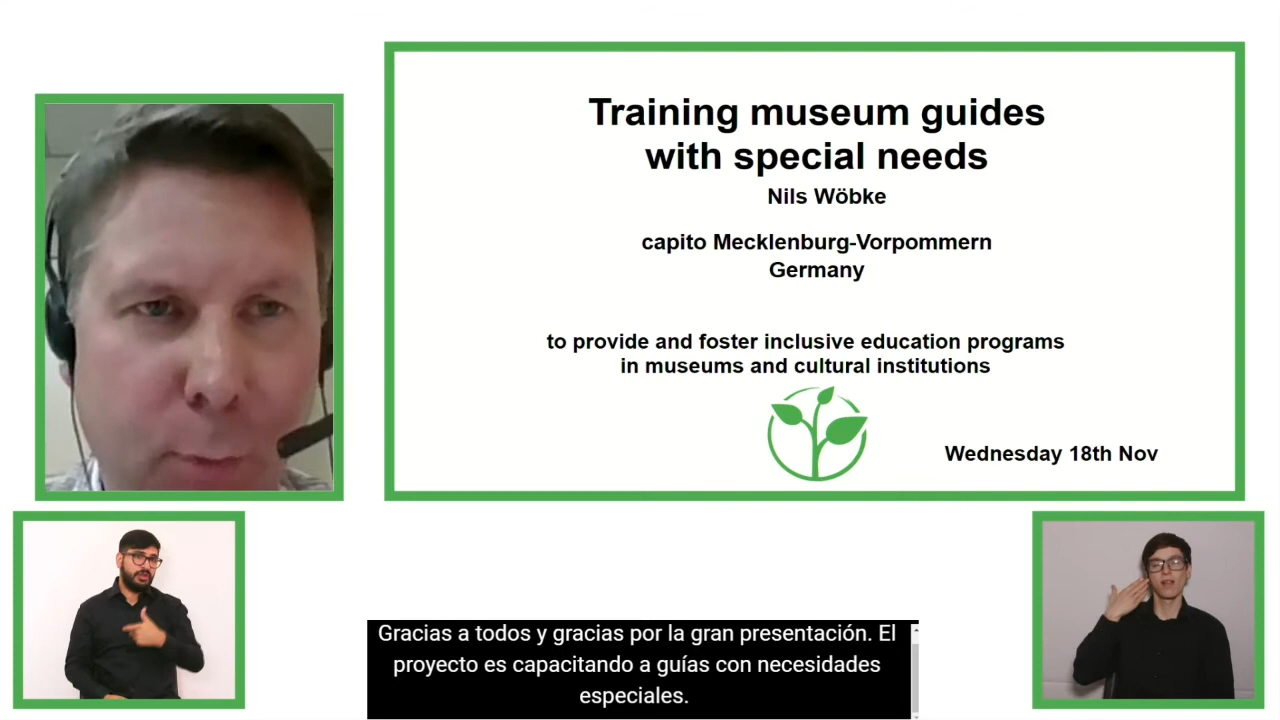 Training museum guides
with special needs
Nils Wöbke
capito Mecklenburg-Vorpommern
Germany
to provide and foster inclusive education programs
in museums and cultural institutions
Wednesday 18th Nov
Gracias a todos y gracias por la gran presentación. El
proyecto es capacitando a guías con necesidades
especiales.